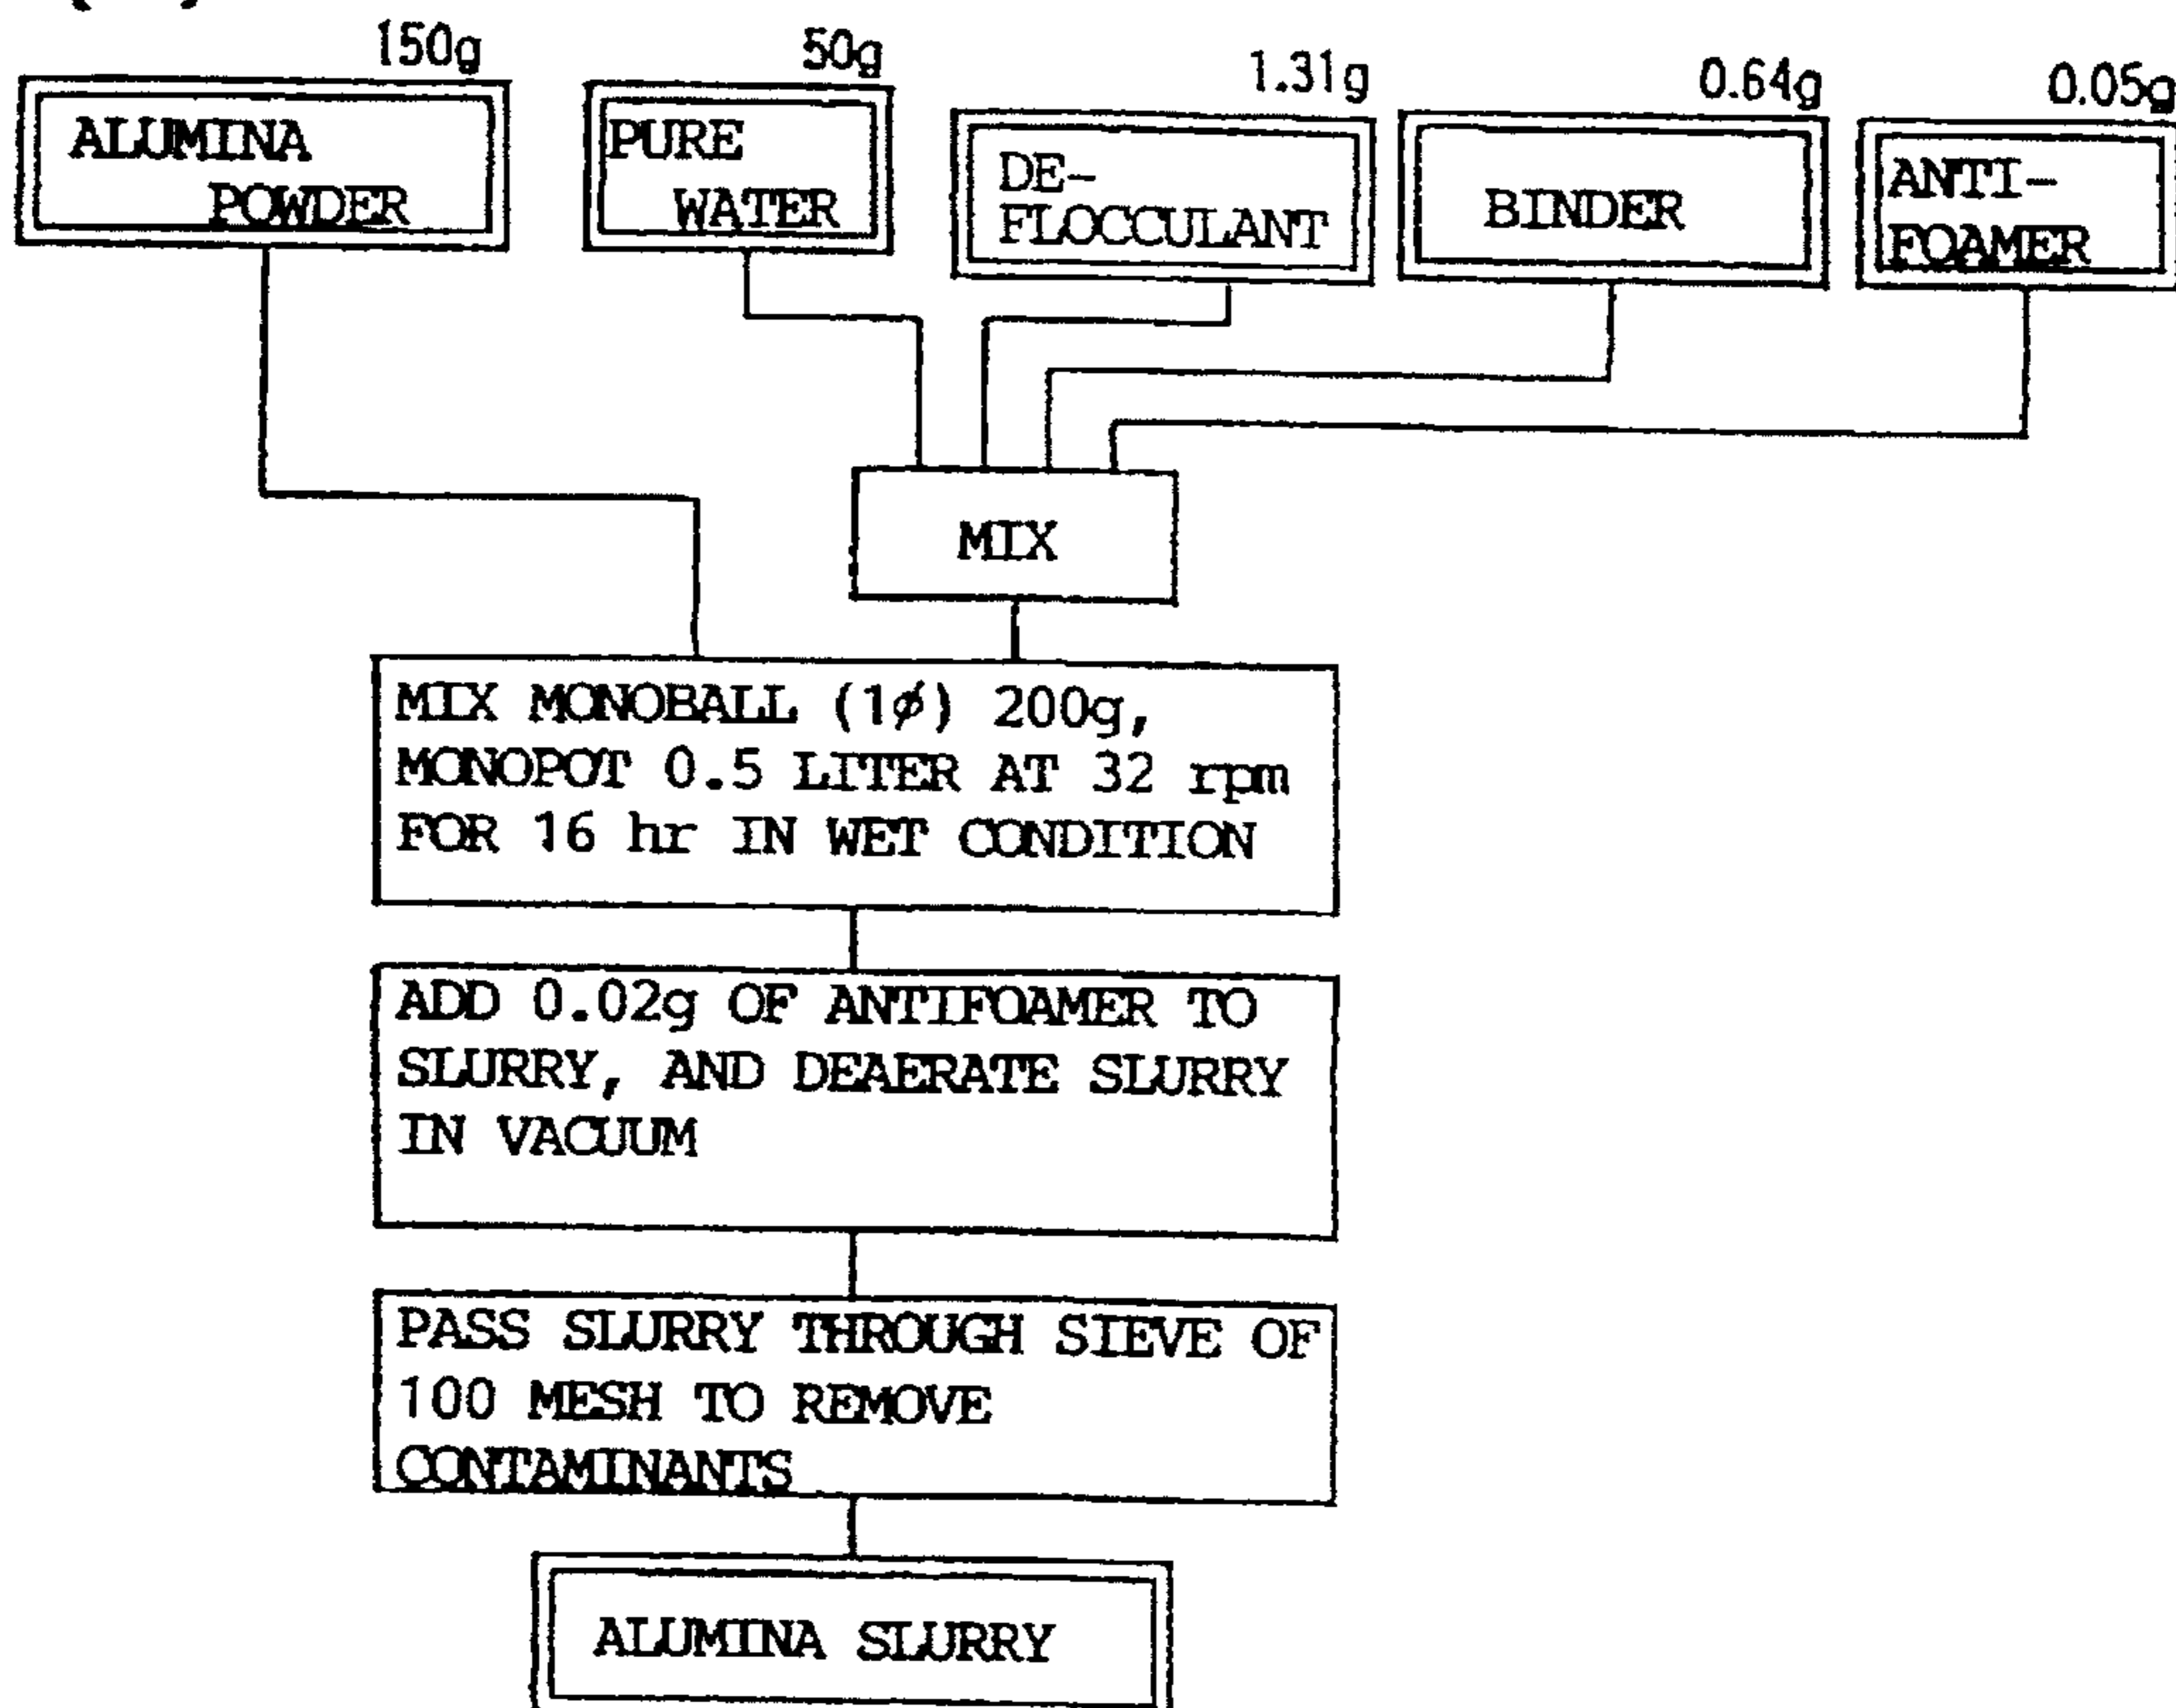 150g
50g
1.31g
0.64g
0.05g
ALUMINA
POWDER
PURE
WATER
DE-
FLOCCULANT
BINDER
ANTI-
FOAMER
MIX
MIX MONOBALL (1ø) 200g,
MONOPOT 0.5 LITER AT 32 rpm
FOR 16 hr IN WET CONDITION
ADD 0.02g OF ANTIFOAMER TO
SLURRY, AND DEAERATE SLURRY
IN VACUUM
PASS SLURRY THROUGH SIEVE OF
100 MESH TO REMOVE
CONTAMINANTS
ALUMINA SLURRY